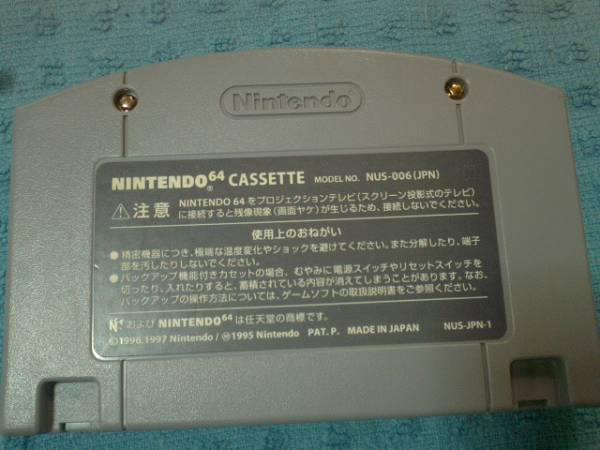 Nintendo
NINTENDO64® CASSETTE MODEL NO. NUS-006(JPN)
⚠注意 NINTENDO 64をプロジェクションテレビ(スクリーン投影式のテレビ)
に接続すると残像現象(画面ヤケ)が生じるため、接続しないでください。
使用上のおねがい
●精密機器につき、極端な温度変化やショックを避けてください。また分解したり、端子
部を汚したりしないでください。
●バックアップ機能付きカセットの場合、むやみに電源スイッチやリセットスイッチを
切ったり、入れたりすると、蓄積されている内容が消えてしまうことがあります。なお、
バックアップの操作方法については、ゲームソフトの取扱説明書をご参照ください。
N および NINTENDO64 は任天堂の商標です。
©1996,1997 Nintendo/Ⓜ1995 Nintendo PAT. P. MADE IN JAPAN NUS-JPN-1